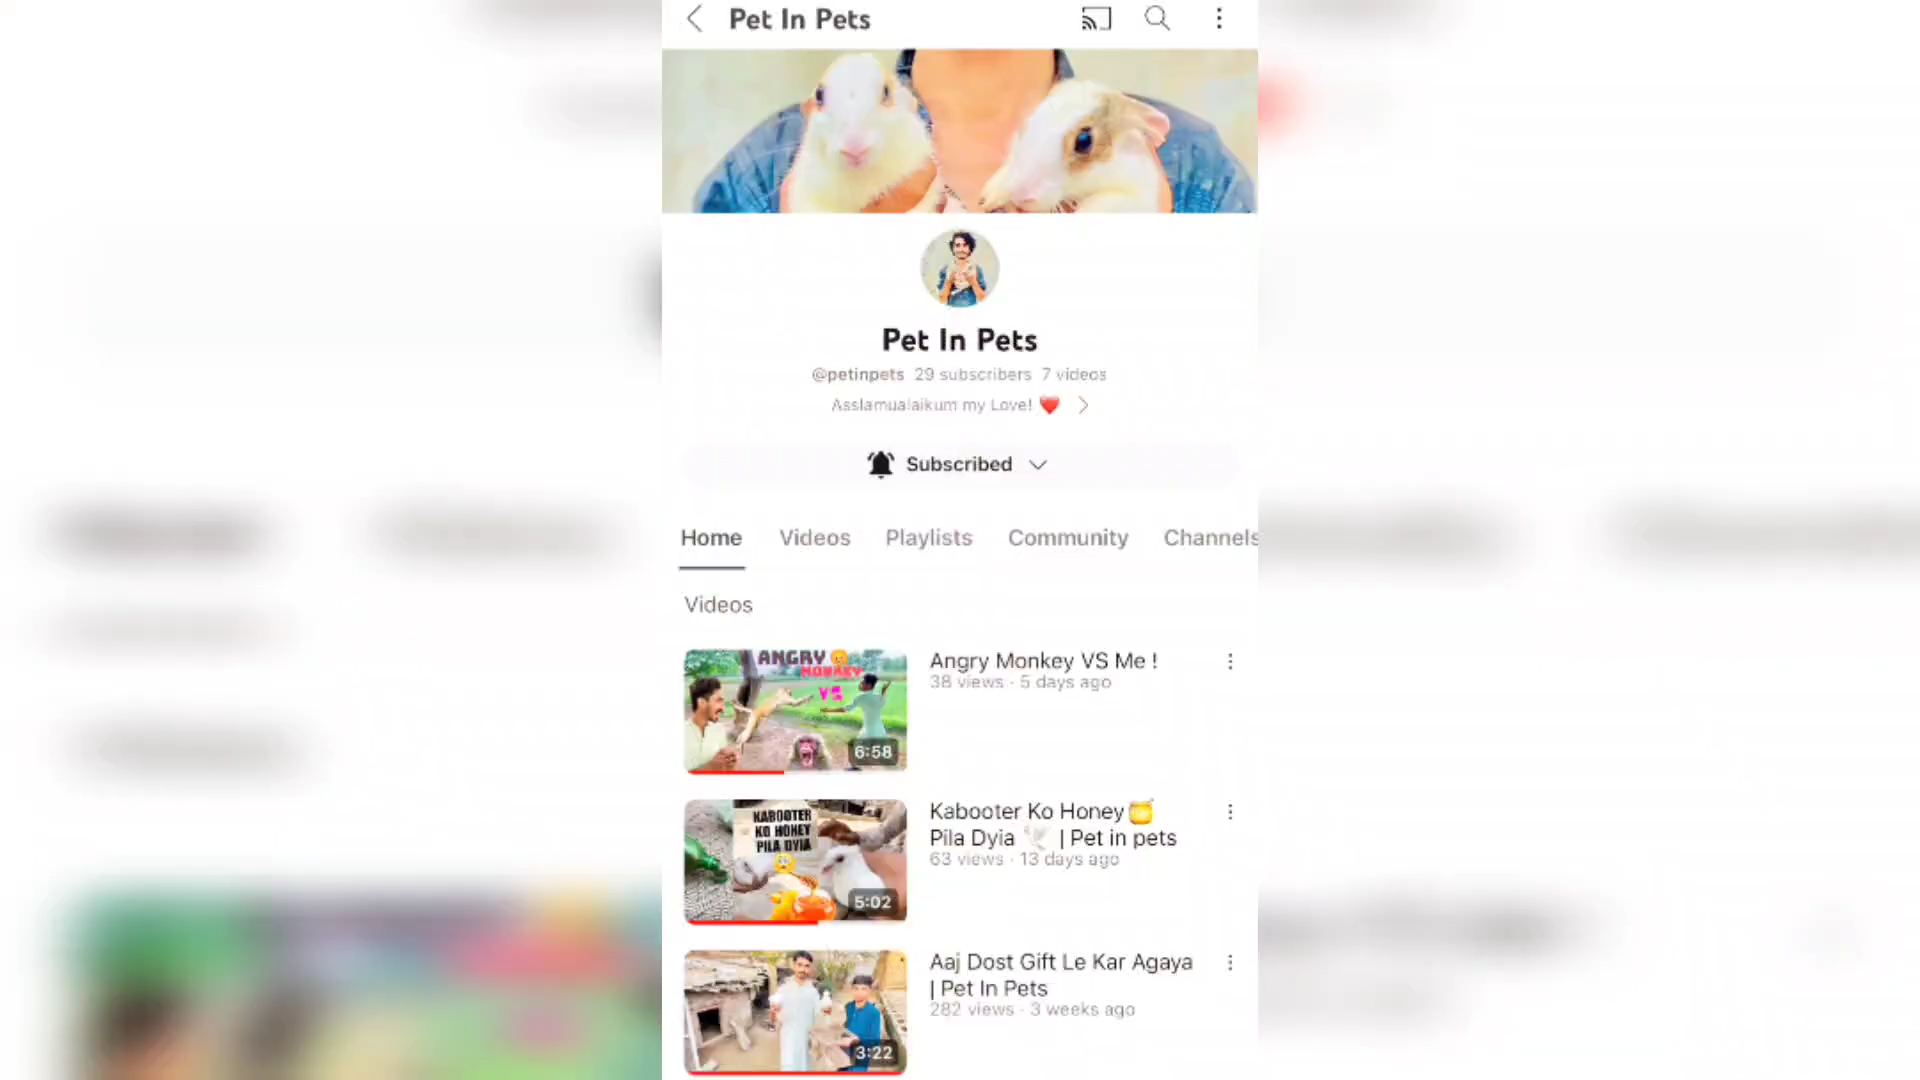 Pet In Pets
Pet In Pets
@petinpets 29 subscribers 7 videos
Asslamualaikum my Love! ❤️
Subscribed
Home Videos Playlists Community Channels
Videos
ANGRY
MONKEY
VS
6:58
Angry Monkey VS Me !
38 views · 5 days ago
KABOOTER
KO HONEY
PILA DYIA
5:02
Kabooter Ko Honey🍯
Pila Dyia 🕊️ | Pet in pets
63 views · 13 days ago
3:22
Aaj Dost Gift Le Kar Agaya
| Pet In Pets
282 views · 3 weeks ago